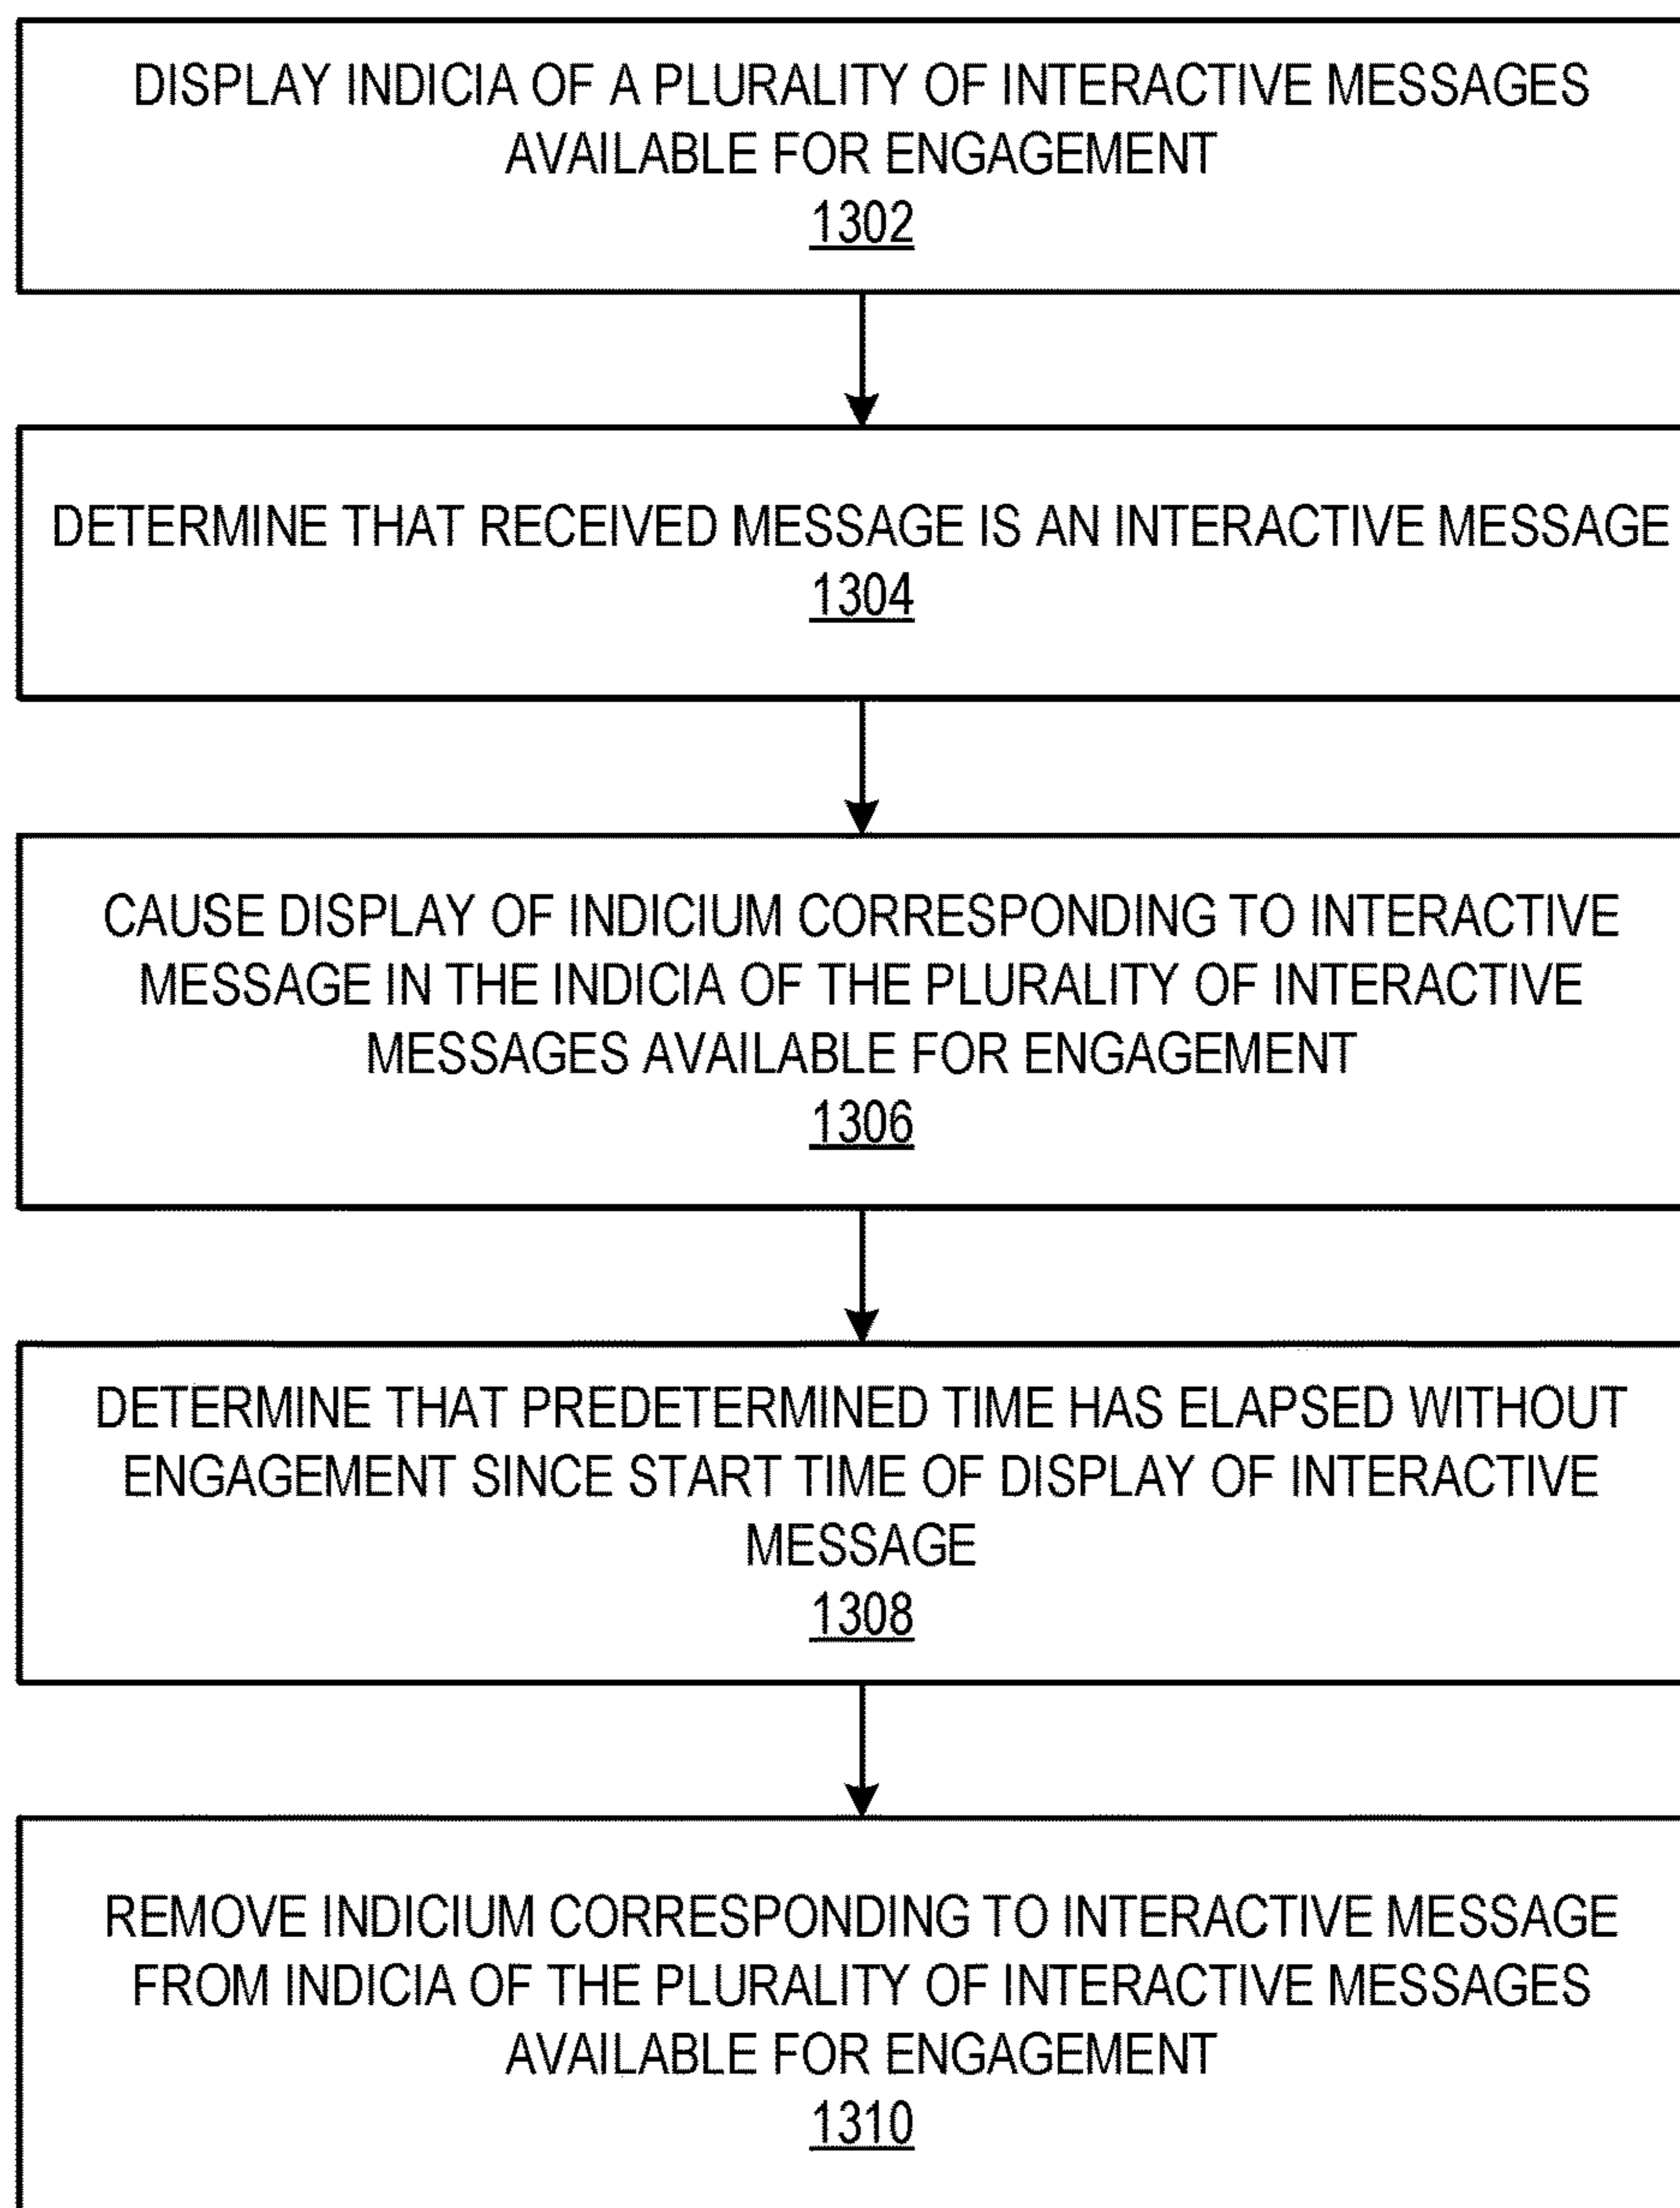 DISPLAY INDICIA OF A PLURALITY OF INTERACTIVE MESSAGES
AVAILABLE FOR ENGAGEMENT
1302
DETERMINE THAT RECEIVED MESSAGE IS AN INTERACTIVE MESSAGE
1304
CAUSE DISPLAY OF INDICIUM CORRESPONDING TO INTERACTIVE
MESSAGE IN THE INDICIA OF THE PLURALITY OF INTERACTIVE
MESSAGES AVAILABLE FOR ENGAGEMENT
1306
DETERMINE THAT PREDETERMINED TIME HAS ELAPSED WITHOUT
ENGAGEMENT SINCE START TIME OF DISPLAY OF INTERACTIVE
MESSAGE
1308
REMOVE INDICIUM CORRESPONDING TO INTERACTIVE MESSAGE
FROM INDICIA OF THE PLURALITY OF INTERACTIVE MESSAGES
AVAILABLE FOR ENGAGEMENT
1310